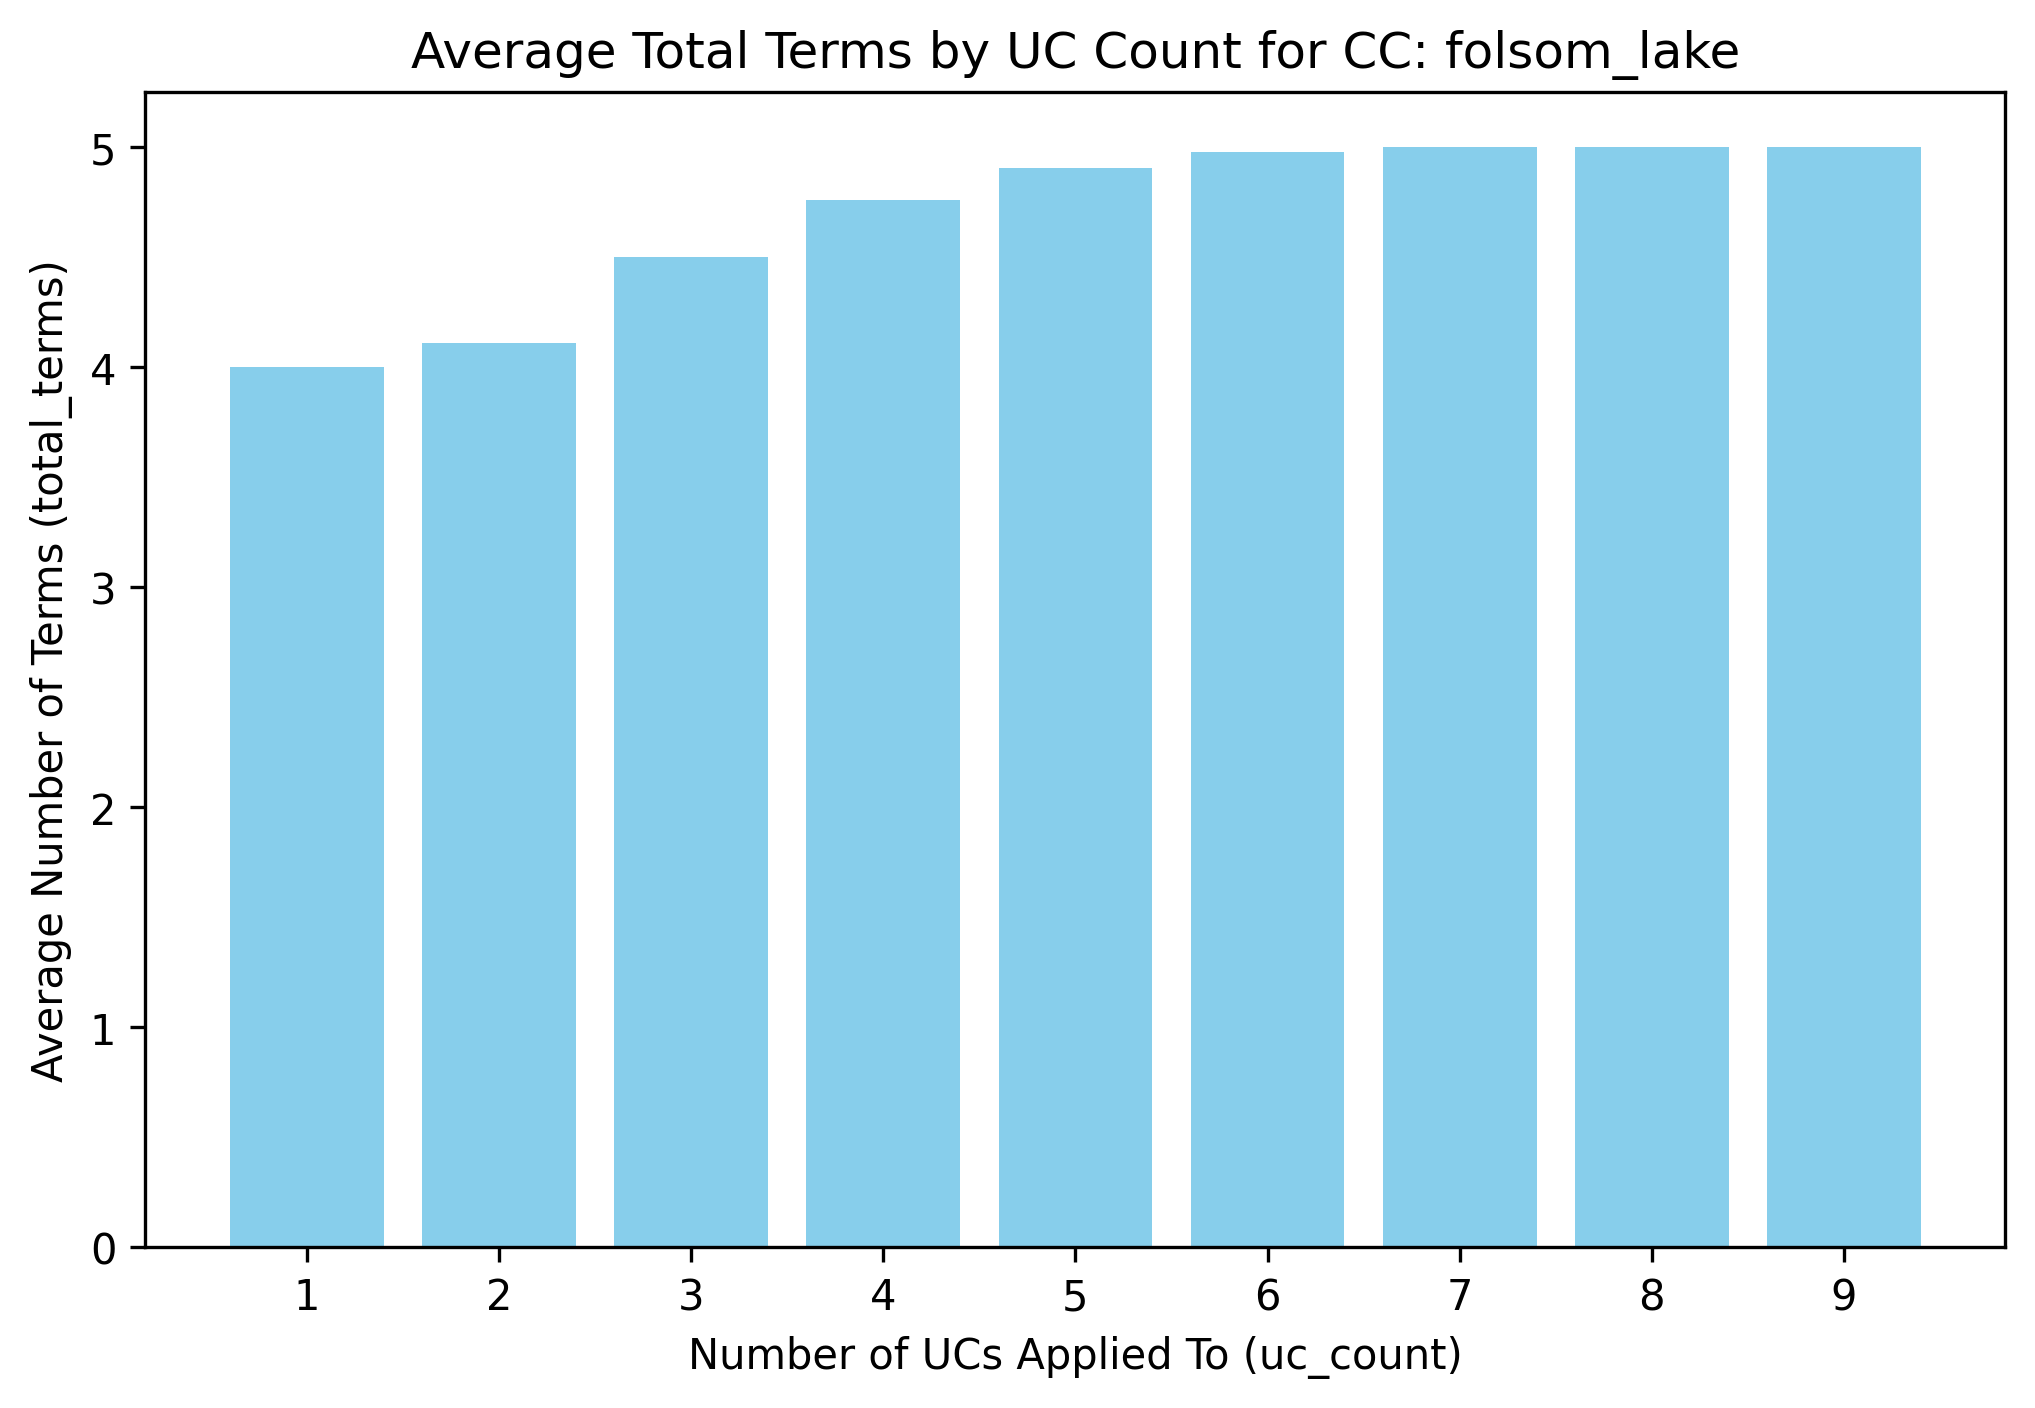 Average Total Terms by UC Count for CC: folsom_lake
Average Number of Terms (total_terms)
5
4
3
2
1
0
1 2 3 4 5 6 7 8 9
Number of UCs Applied To (uc_count)